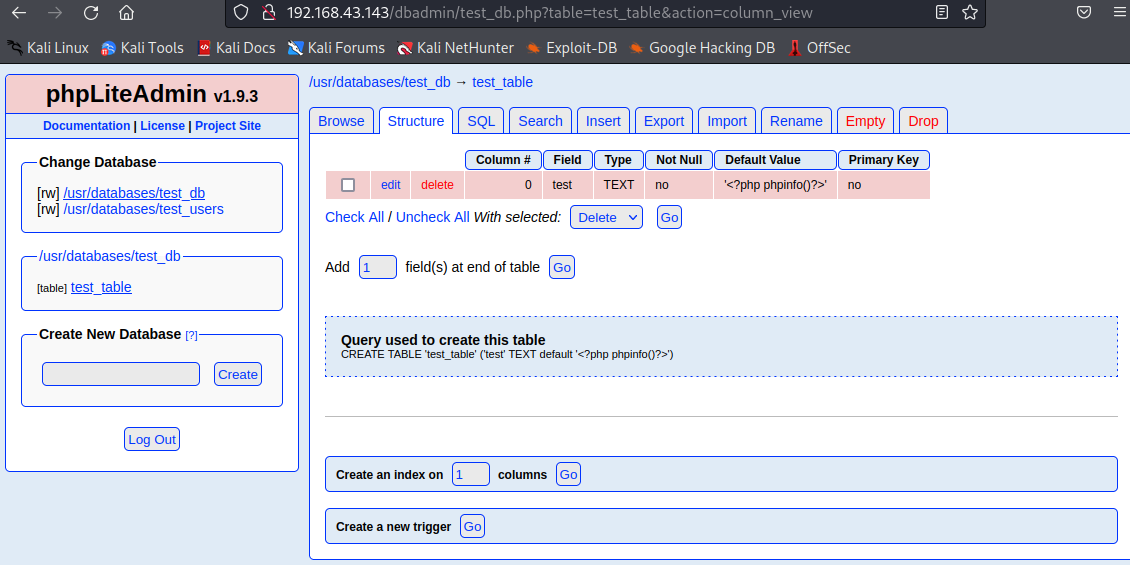 192.168.43.143/dbadmin/test_db.php?table=test_table&action=column_view
Kali Linux Kali Tools Kali Docs Kali Forums Kali NetHunter Exploit-DB Google Hacking DB OffSec
phpLiteAdmin v1.9.3
Documentation | License | Project Site
Change Database
[rw] /usr/databases/test_db
[rw] /usr/databases/test_users
/usr/databases/test_db
[table] test_table
Create New Database [?]
Create
Log Out
/usr/databases/test_db → test_table
Browse Structure SQL Search Insert Export Import Rename Empty Drop
Column # Field Type Not Null Default Value Primary Key
edit delete 0 test TEXT no '<?php phpinfo()?>' no
Check All / Uncheck All With selected: Delete Go
Add 1 field(s) at end of table Go
Query used to create this table
CREATE TABLE 'test_table' ('test' TEXT default '<?php phpinfo()?>')
Create an index on 1 columns Go
Create a new trigger Go